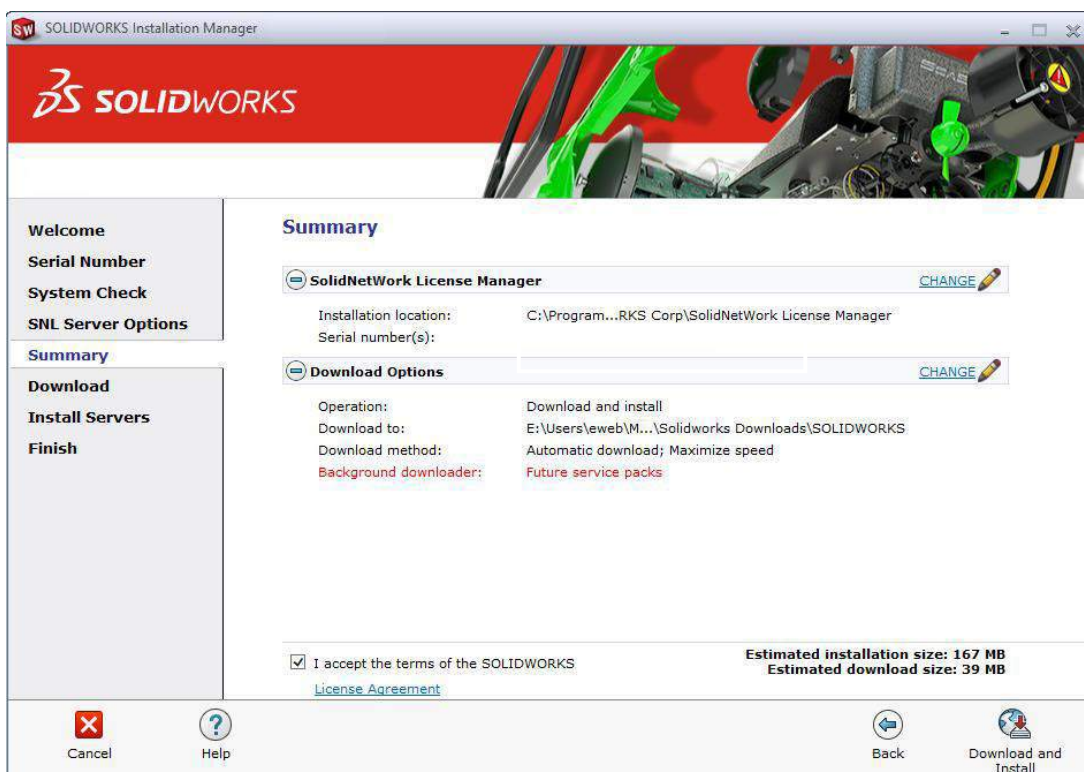 SW SOLIDWORKS Installation Manager
3S SOLIDWORKS
Welcome
Serial Number
System Check
SNL Server Options
Summary
Download
Install Servers
Finish
Summary
SolidNetWork License Manager CHANGE
Installation location: C:\Program...RKS Corp\SolidNetWork License Manager
Serial number(s):
Download Options CHANGE
Operation: Download and install
Download to: E:\Users\eweb\M...\Solidworks Downloads\SOLIDWORKS
Download method: Automatic download; Maximize speed
Background downloader: Future service packs
I accept the terms of the SOLIDWORKS
License Agreement
Estimated installation size: 167 MB
Estimated download size: 39 MB
Cancel
Help
Back
Download and
Install